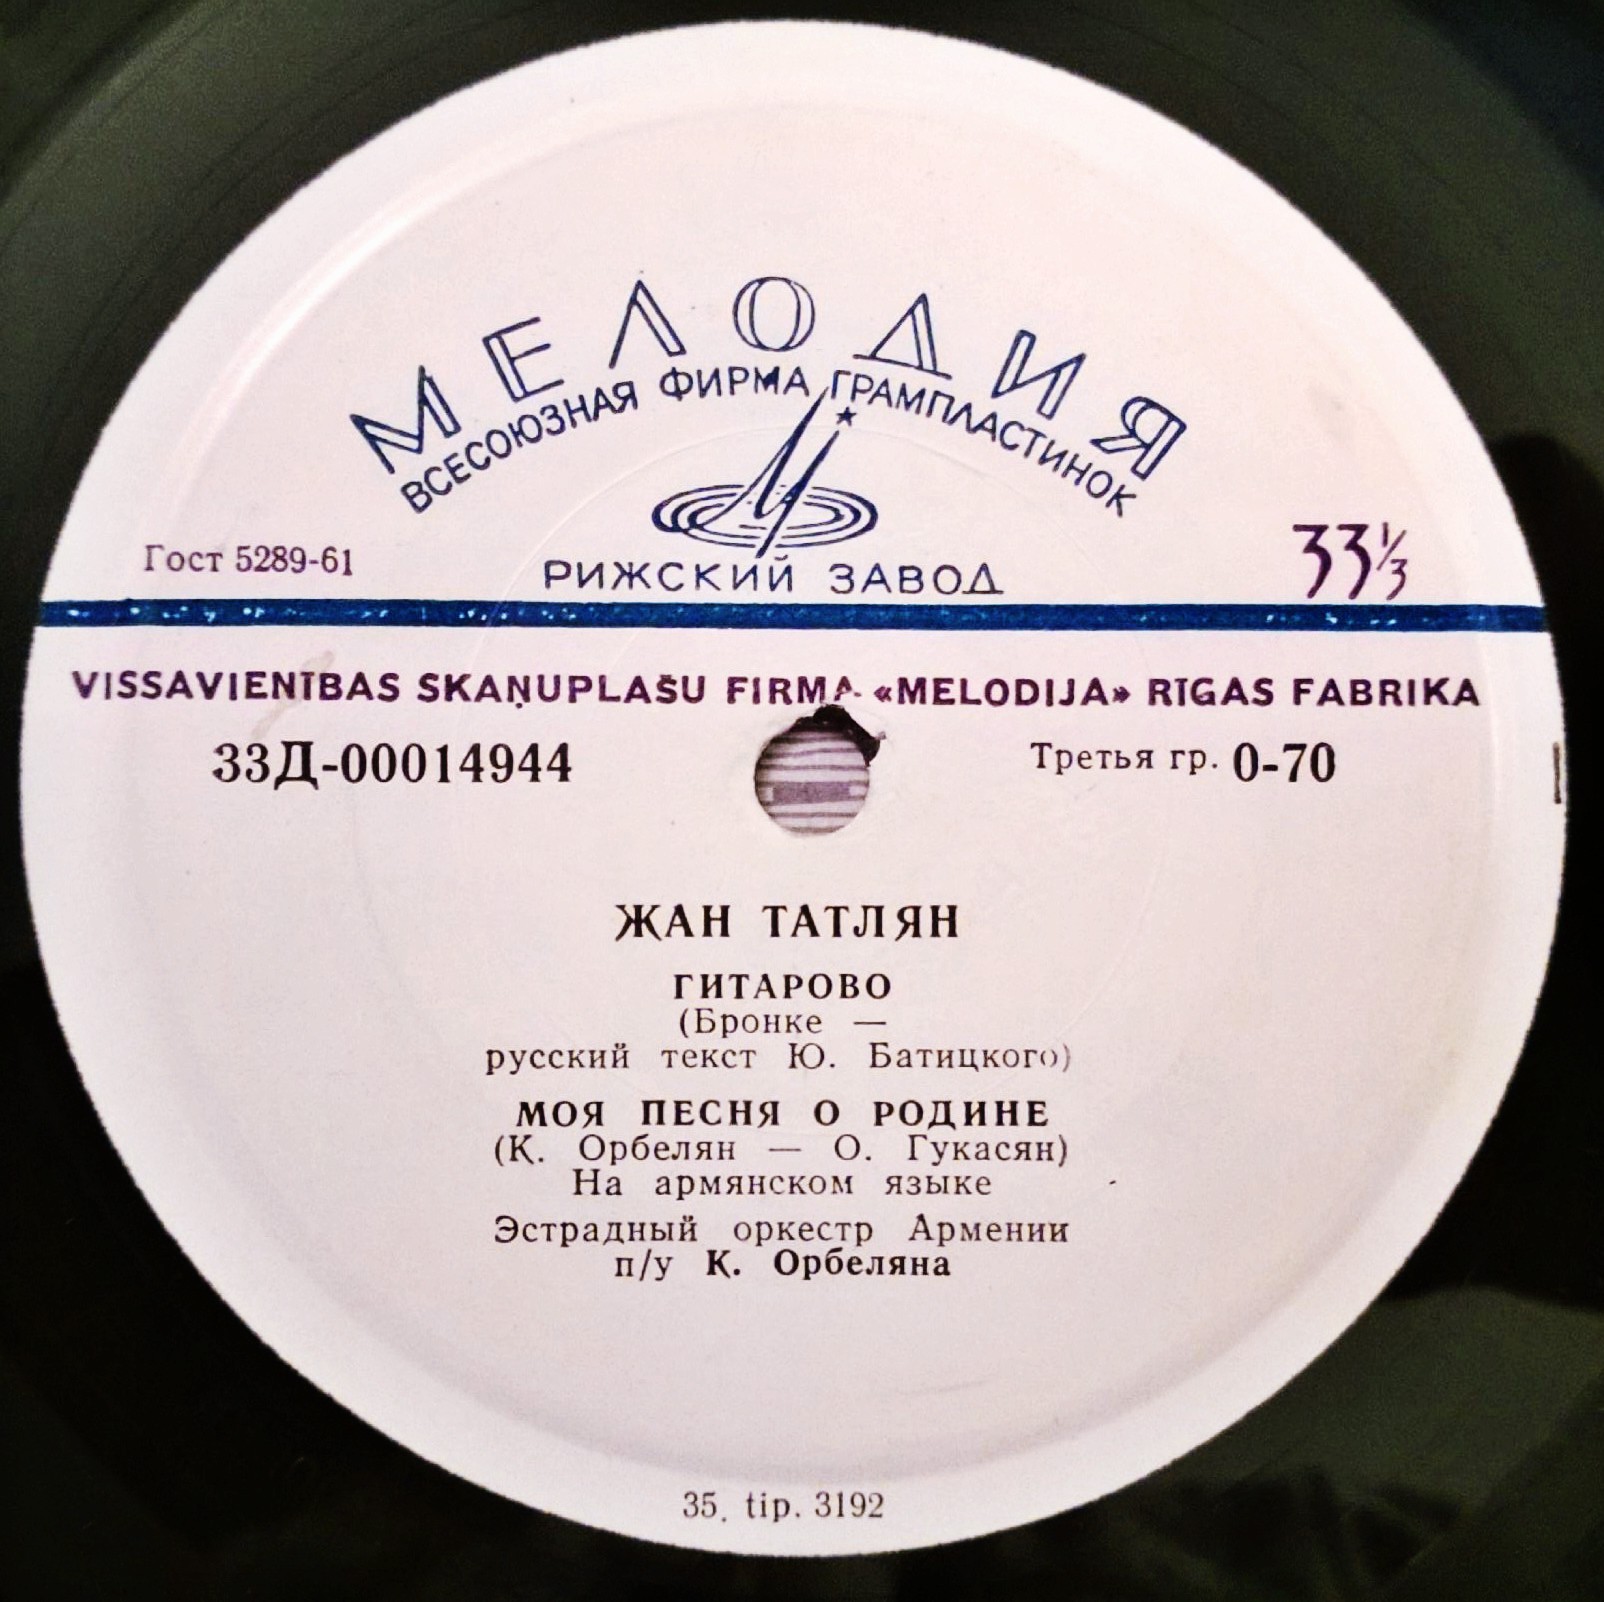 МЕЛОДИЯ
ВСЕСОЮЗНАЯ ФИРМА ГРАМПЛАСТИНОК
Гост 5289-61
РИЖСКИЙ ЗАВОД
33⅓
VISSAVIENĪBAS SKAŅUPLAŠU FIRMA «MELODIJA» RĪGAS FABRIKA
33Д-00014944
Третья гр. 0-70
ЖАН ТАТЛЯН
ГИТАРОВО
(Бронке —
русский текст Ю. Батицкого)
МОЯ ПЕСНЯ О РОДИНЕ
(К. Орбелян — О. Гукасян)
На армянском языке
Эстрадный оркестр Армении
п/у К. Орбеляна
35. tip. 3192